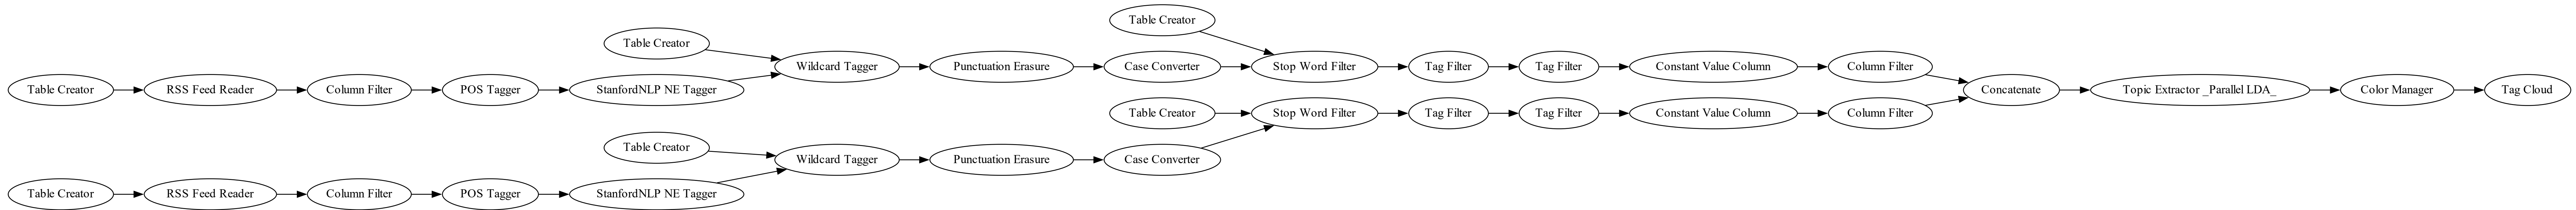 Table Creator
Table Creator
Table Creator
RSS Feed Reader
Column Filter
POS Tagger
StanfordNLP NE Tagger
Wildcard Tagger
Punctuation Erasure
Case Converter
Stop Word Filter
Tag Filter
Tag Filter
Constant Value Column
Column Filter
Concatenate
Topic Extractor _Parallel LDA_
Color Manager
Tag Cloud
Table Creator
Stop Word Filter
Tag Filter
Tag Filter
Constant Value Column
Column Filter
Table Creator
Wildcard Tagger
Punctuation Erasure
Case Converter
Table Creator
RSS Feed Reader
Column Filter
POS Tagger
StanfordNLP NE Tagger